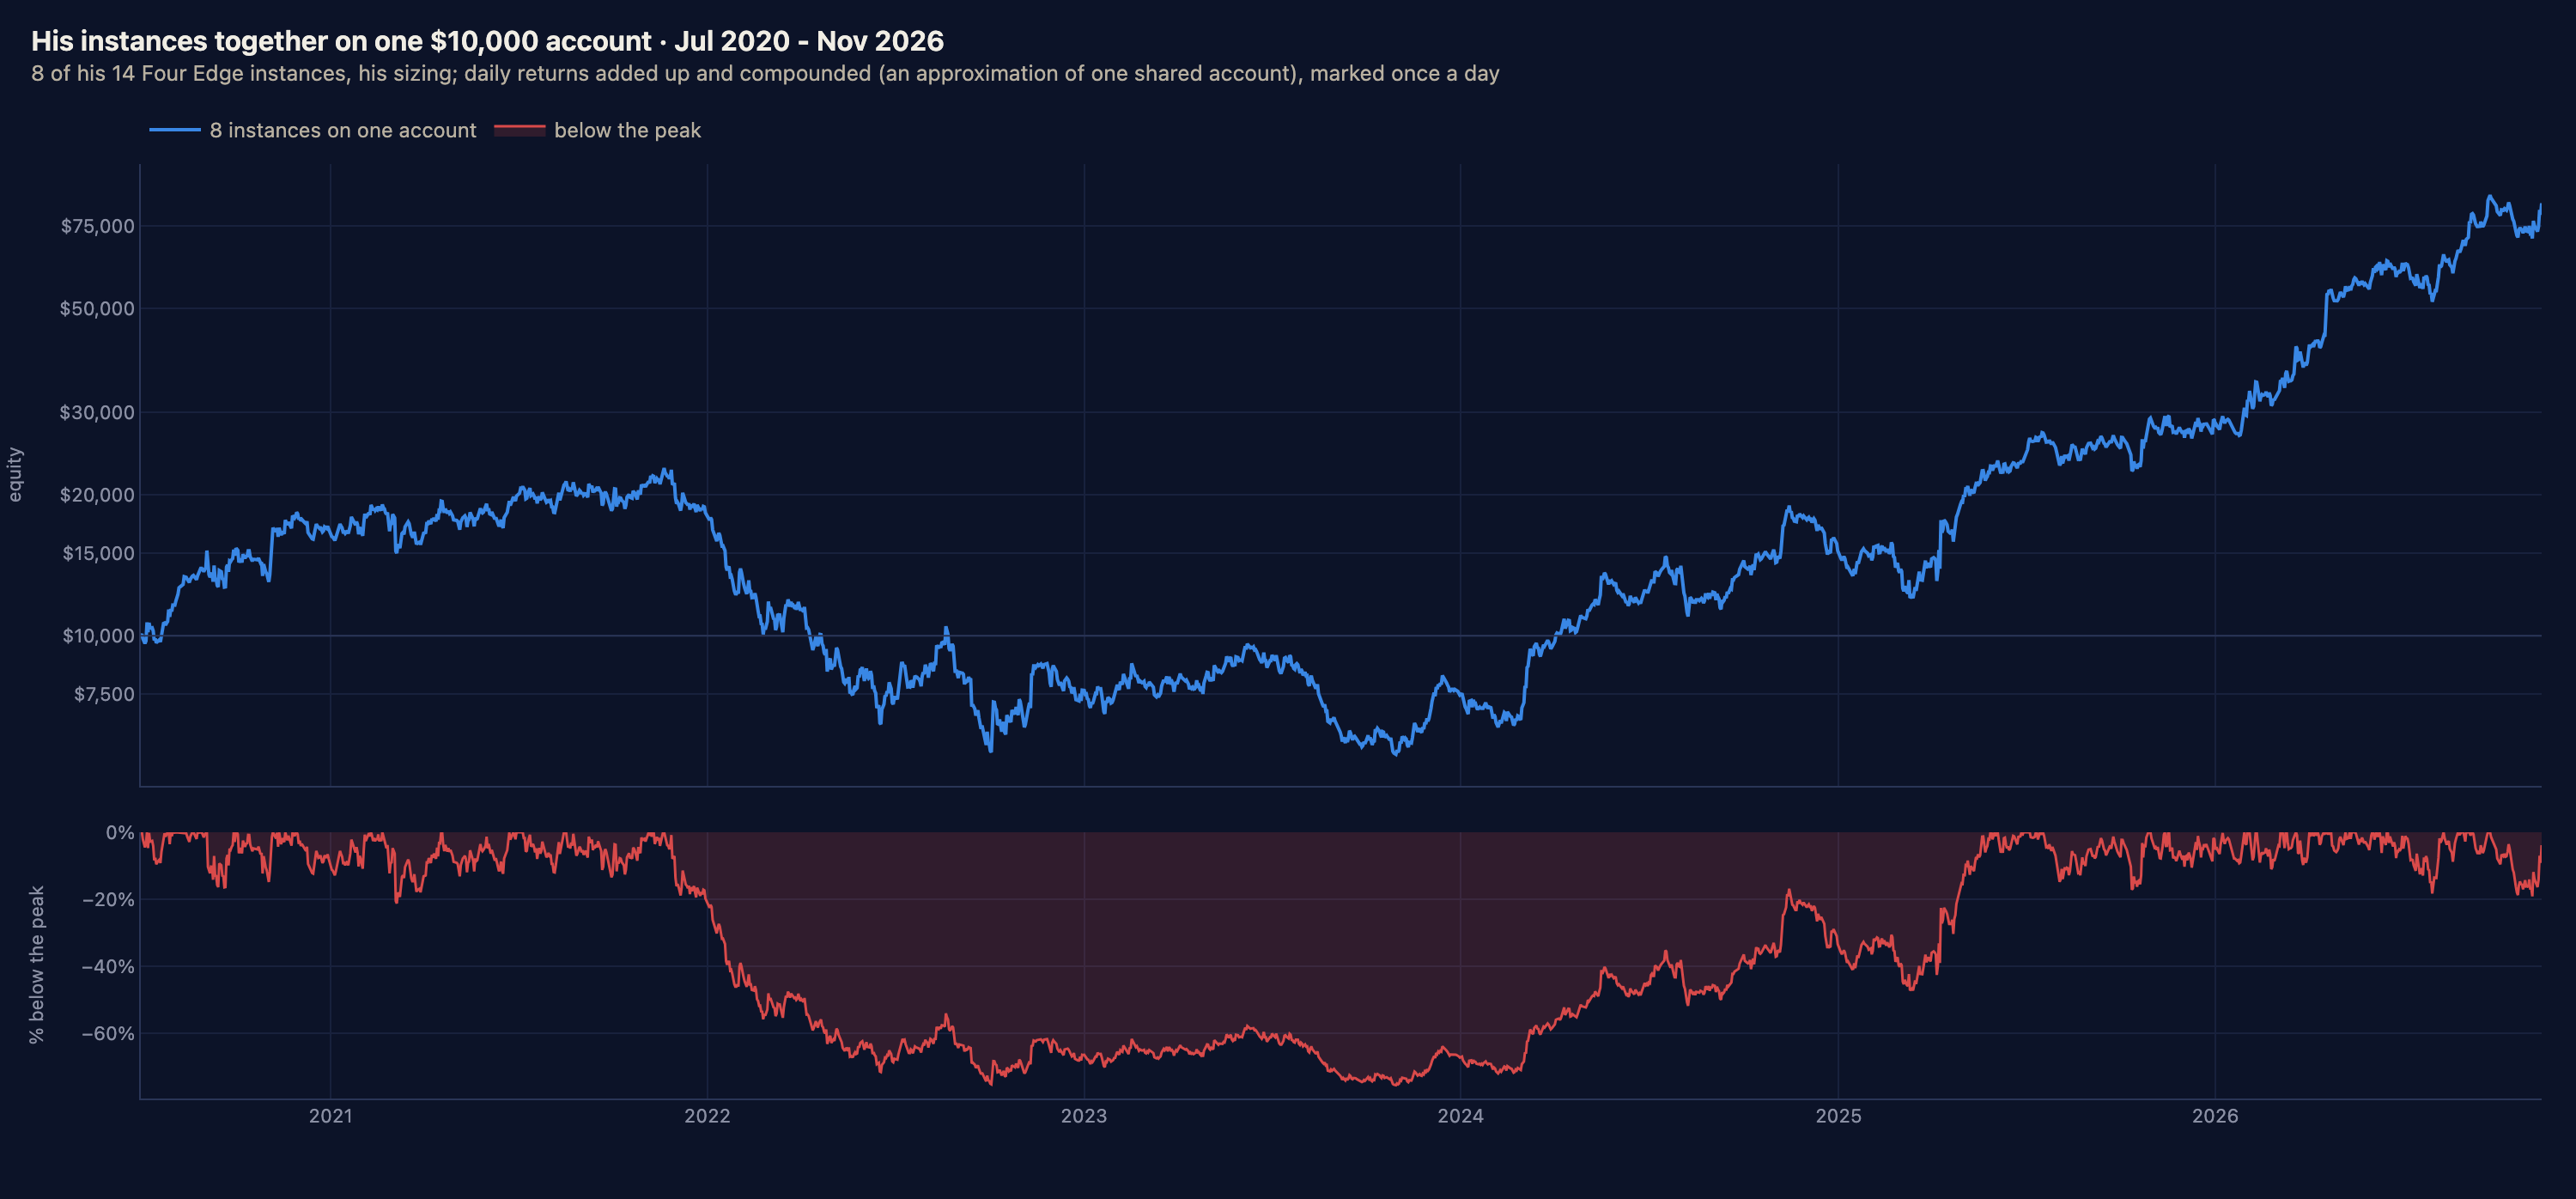 His instances together on one $10,000 account · Jul 2020 - Nov 2026
8 of his 14 Four Edge instances, his sizing; daily returns added up and compounded (an approximation of one shared account), marked once a day
8 instances on one account
below the peak
$75,000
$50,000
$30,000
$20,000
$15,000
$10,000
$7,500
equity
0%
−20%
−40%
−60%
% below the peak
2021
2022
2023
2024
2025
2026